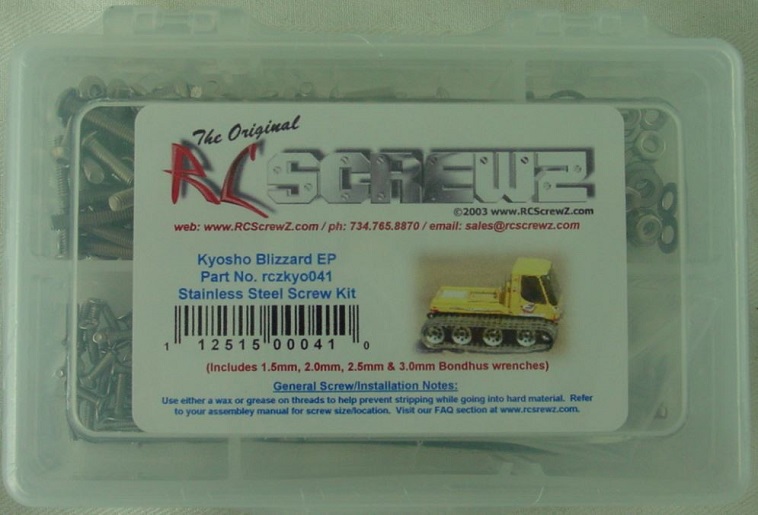 The Original
RC SCREWZ
©2003 www.RCScrewZ.com
web: www.RCScrewZ.com / ph: 734.765.8870 / email: sales@rcscrewz.com
Kyosho Blizzard EP
Part No. rczkyo041
Stainless Steel Screw Kit
1 12515 00041 0
(Includes 1.5mm, 2.0mm, 2.5mm & 3.0mm Bondhus wrenches)
General Screw/Installation Notes:
Use either a wax or grease on threads to help prevent stripping while going into hard material. Refer
to your assembley manual for screw size/location. Visit our FAQ section at www.rcsrewz.com.